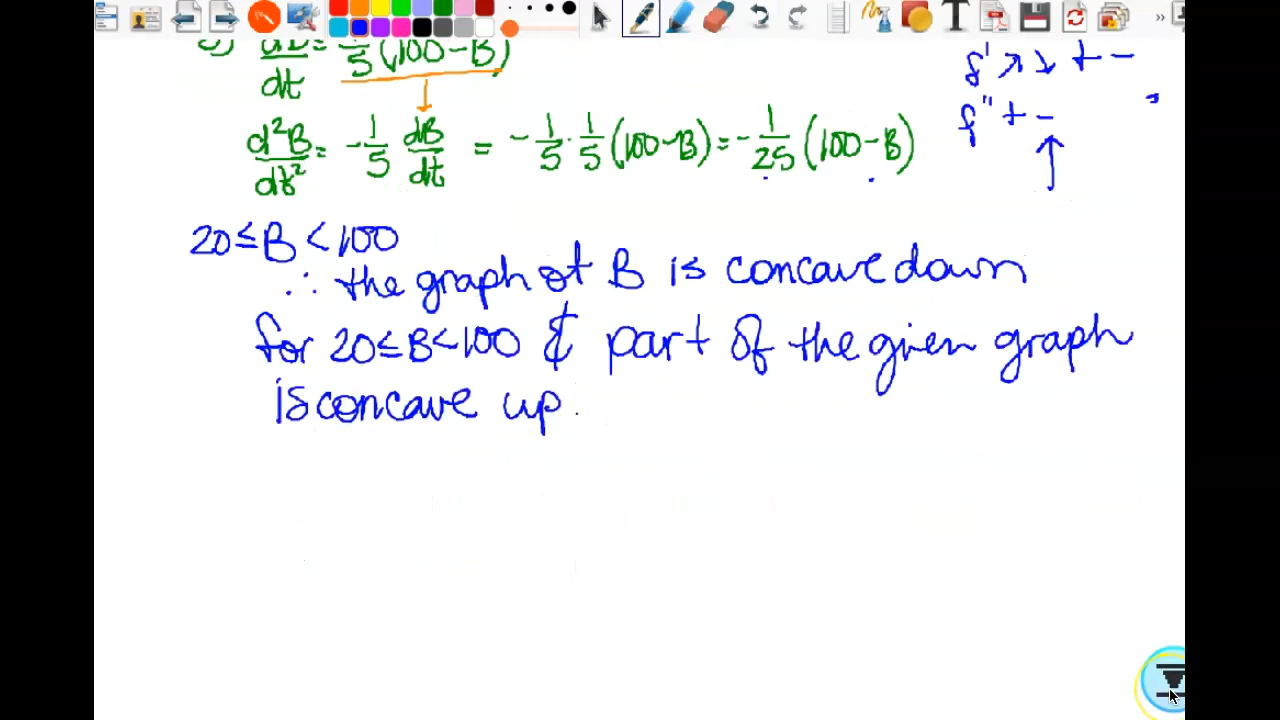 dB/dt = 1/5 (100-B)
f' ↗ ↘ + -
f'' + -
d²B/dt² = -1/5 dB/dt = -1/5 · 1/5 (100-B) = -1/25 (100-B)
20 ≤ B < 100
∴ the graph of B is concave down
for 20 ≤ B < 100 & part of the given graph
is concave up.